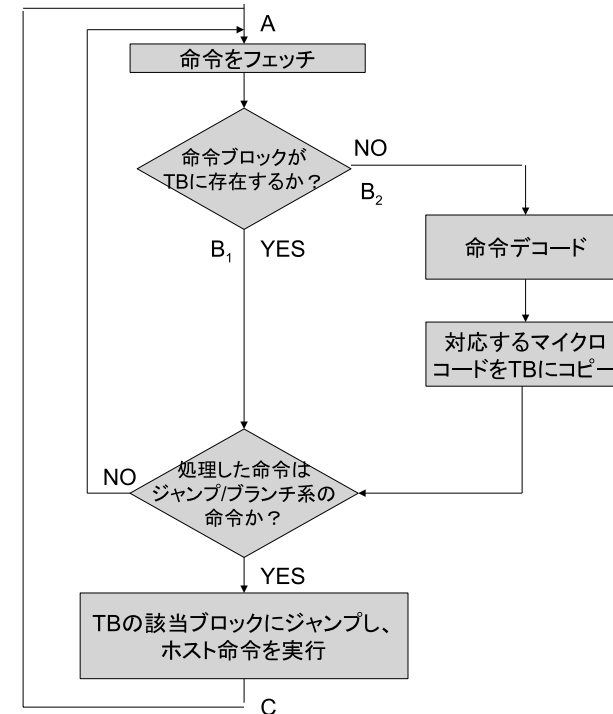 A
命令をフェッチ
命令ブロックが
TBに存在するか？
NO
B₂
B₁
YES
命令デコード
対応するマイクロ
コードをTBにコピー
処理した命令は
ジャンプ/ブランチ系の
命令か？
NO
YES
TBの該当ブロックにジャンプし、
ホスト命令を実行
C